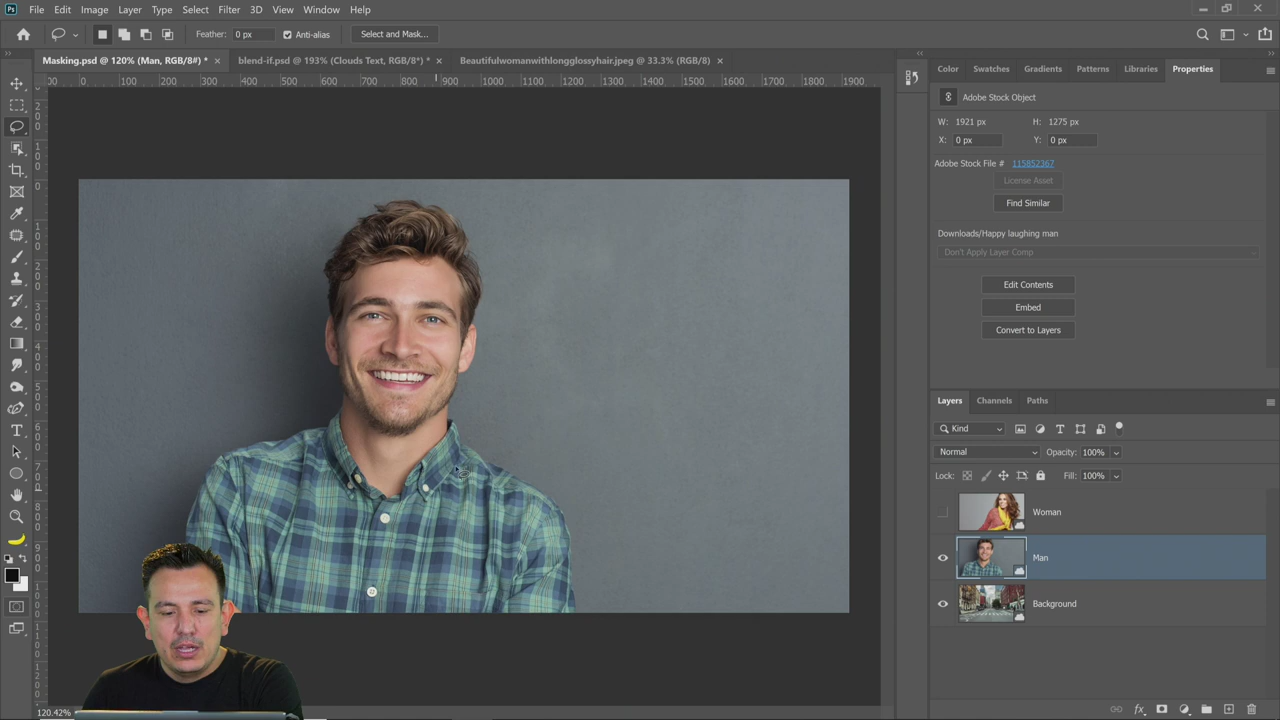 Ps File Edit Image Layer Type Select Filter 3D View Window Help
Feather: 0 px Anti-alias Select and Mask...
Masking.psd @ 120% (Man, RGB/8#) * × blend-if.psd @ 193% (Clouds Text, RGB/8*) * × Beautifulwomanwithlongglossyhair.jpeg @ 33.3% (RGB/8) ×
Color Swatches Gradients Patterns Libraries Properties
00 0 100 200 300 400 500 600 700 800 900 1000 1100 1200 1300 1400 1500 1600 1700 1800 1900
Adobe Stock Object
W: 1921 px H: 1275 px
X: 0 px Y: 0 px
Adobe Stock File # 115852367
License Asset
Find Similar
Downloads/Happy laughing man
Don't Apply Layer Comp
Edit Contents
Embed
Convert to Layers
Layers Channels Paths
Kind
Normal Opacity: 100%
Lock: Fill: 100%
Woman
Man
Background
120.42%